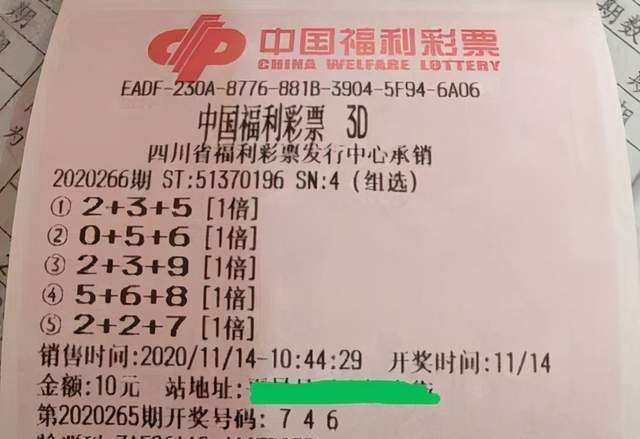 中国福利彩票
CHINA WELFARE LOTTERY
EADF-230A-8776-881B-3904-5F94-6A06
中国福利彩票 3D
四川省福利彩票发行中心承销
2020266期 ST:51370196 SN:4 (组选)
① 2+3+5 [1倍]
② 0+5+6 [1倍]
③ 2+3+9 [1倍]
④ 5+6+8 [1倍]
⑤ 2+2+7 [1倍]
销售时间:2020/11/14-10:44:29 开奖时间:11/14
金额:10元 站地址:
第2020265期开奖号码: 7 4 6
期数
期
为